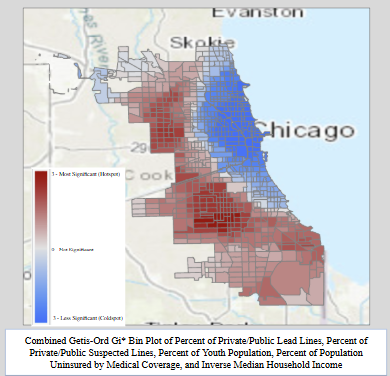 Evanston
Skokie
Chicago
29
Cook
3 - Most Significant (Hotspot)
0 - Not Significant
-3 - Less Significant (Coldspot)
Combined Getis-Ord Gi* Bin Plot of Percent of Private/Public Lead Lines, Percent of
Private/Public Suspected Lines, Percent of Youth Population, Percent of Population
Uninsured by Medical Coverage, and Inverse Median Household Income